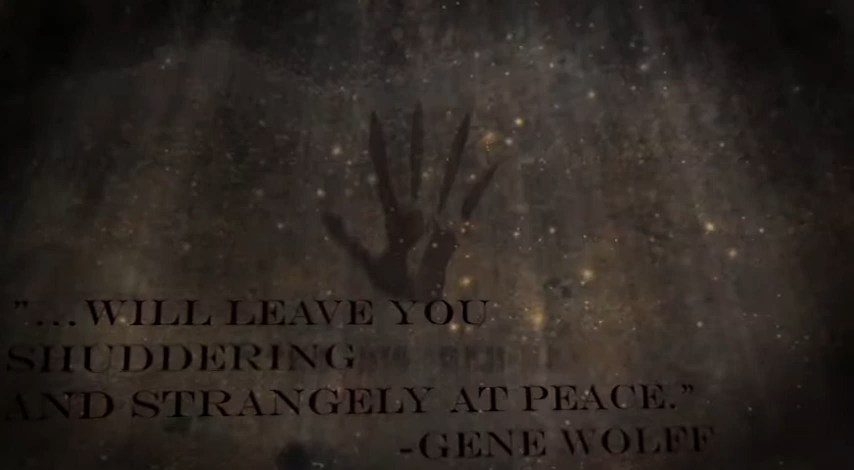 "...WILL LEAVE YOU
SHUDDERING
AND STRANGELY AT PEACE."
-GENE WOLFF